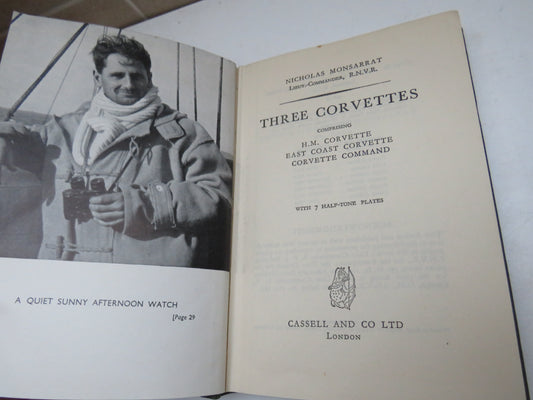 A QUIET SUNNY AFTERNOON WATCH
[Page 29
NICHOLAS MONSARRAT
Lieut-Commander, R.N.V.R.
THREE CORVETTES
COMPRISING
H.M. CORVETTE
EAST COAST CORVETTE
CORVETTE COMMAND
WITH 7 HALF-TONE PLATES
CASSELL AND CO LTD
London